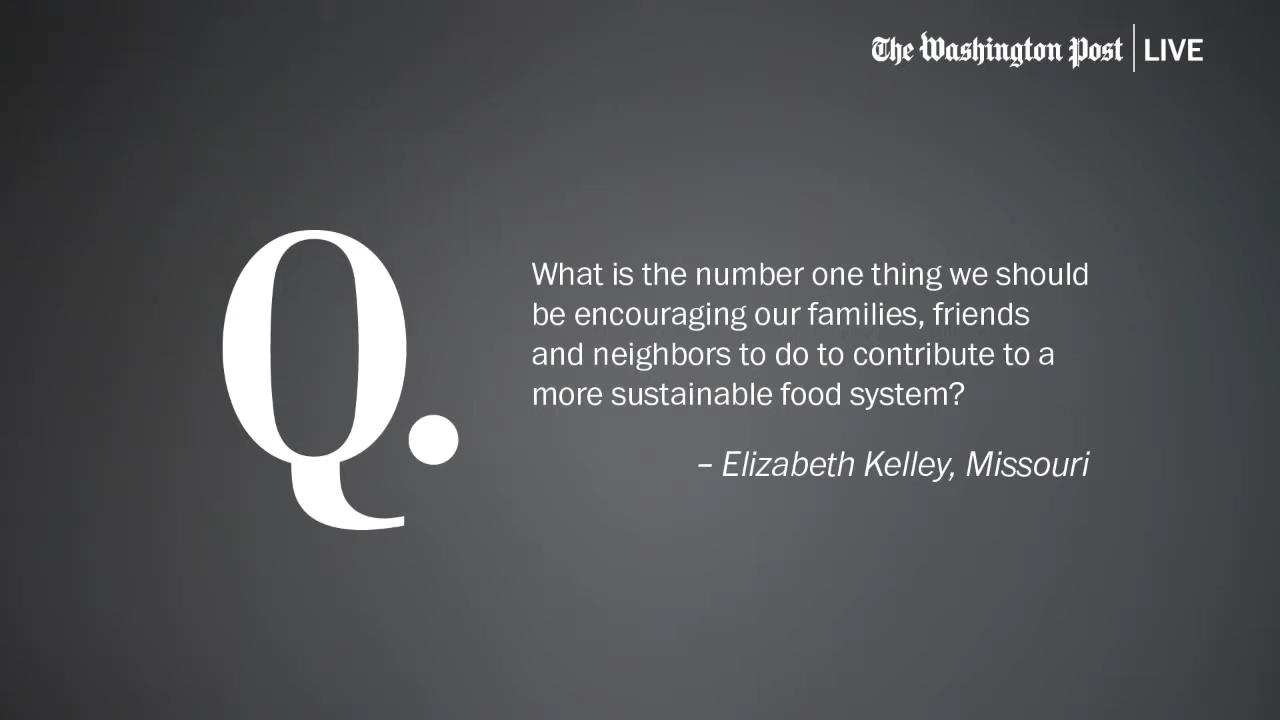 The Washington Post | LIVE
Q.
What is the number one thing we should
be encouraging our families, friends
and neighbors to do to contribute to a
more sustainable food system?
– Elizabeth Kelley, Missouri